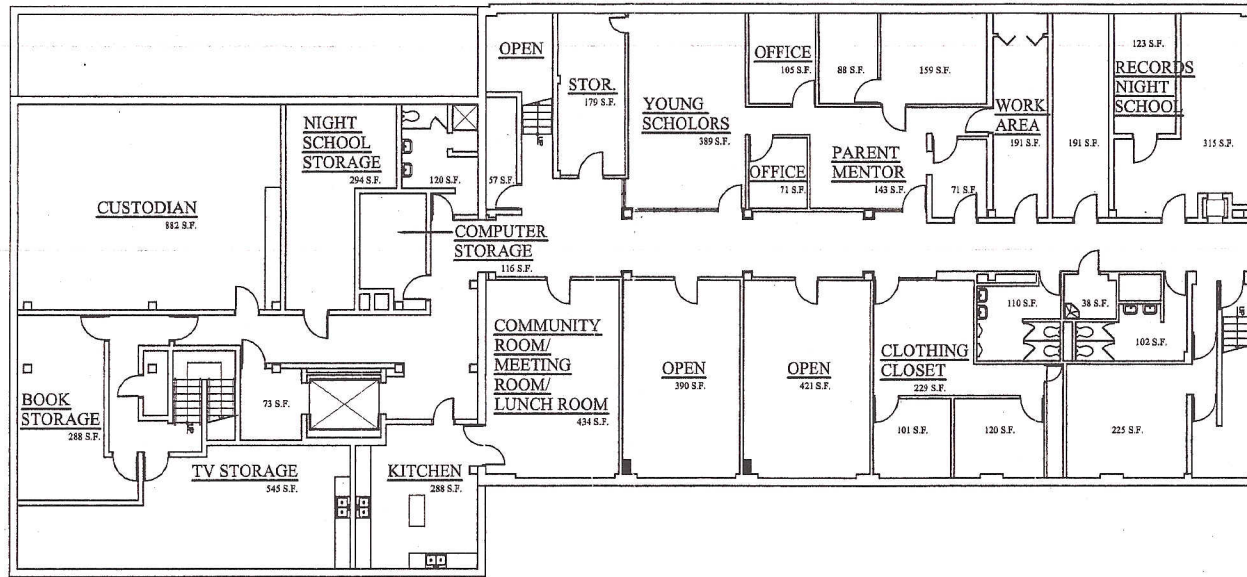 OPEN
STOR.
179 S.F.
YOUNG
SCHOLORS
389 S.F.
OFFICE
105 S.F.
88 S.F.
159 S.F.
WORK
AREA
191 S.F.
191 S.F.
123 S.F.
RECORDS
NIGHT
SCHOOL
315 S.F.
NIGHT
SCHOOL
STORAGE
294 S.F.
120 S.F.
57 S.F.
OFFICE
71 S.F.
PARENT
MENTOR
143 S.F.
71 S.F.
CUSTODIAN
882 S.F.
COMPUTER
STORAGE
116 S.F.
COMMUNITY
ROOM/
MEETING
ROOM/
LUNCH ROOM
434 S.F.
OPEN
390 S.F.
OPEN
421 S.F.
CLOTHING
CLOSET
229 S.F.
110 S.F.
38 S.F.
102 S.F.
BOOK
STORAGE
288 S.F.
73 S.F.
101 S.F.
120 S.F.
225 S.F.
TV STORAGE
545 S.F.
KITCHEN
288 S.F.